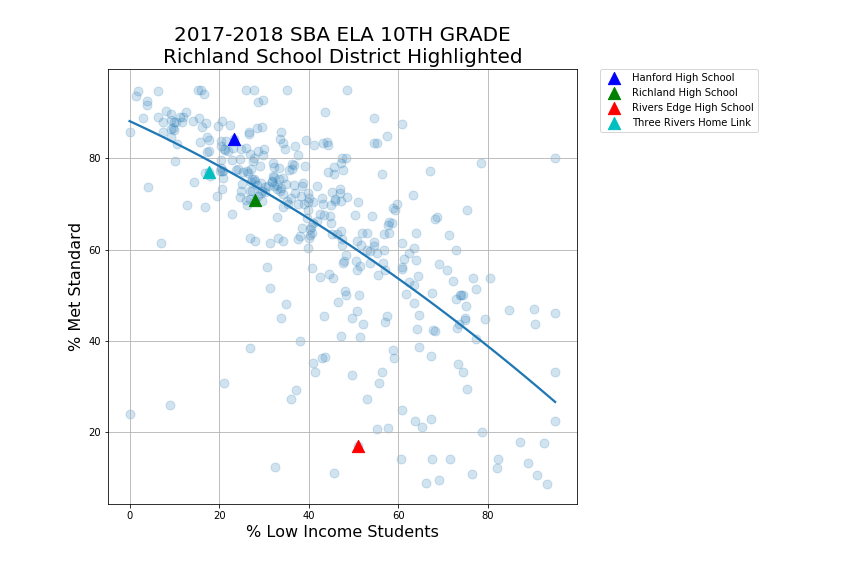 2017-2018 SBA ELA 10TH GRADE
Richland School District Highlighted
Hanford High School
Richland High School
Rivers Edge High School
Three Rivers Home Link
% Met Standard
80
60
40
20
0
20
40
60
80
% Low Income Students